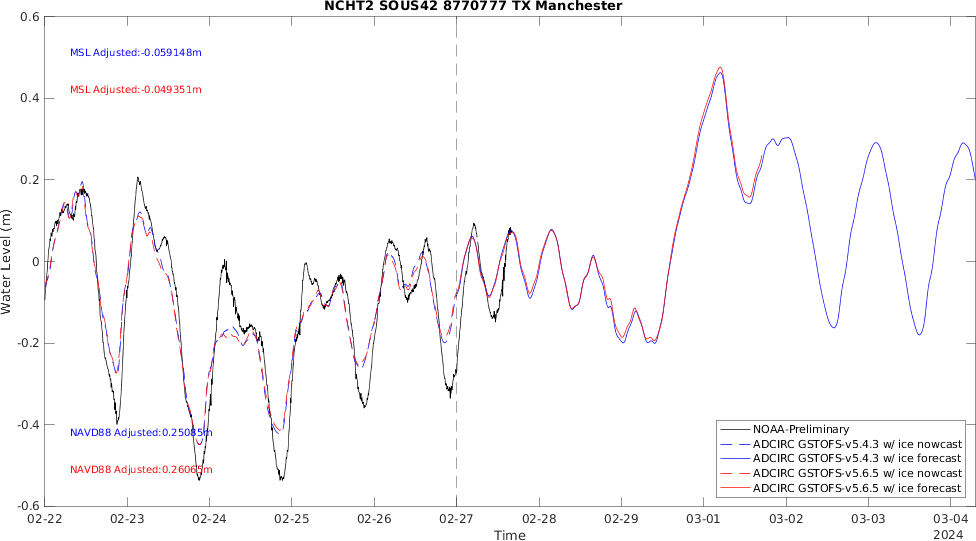 NCHT2 SOUS42 8770777 TX Manchester
0.6
MSL Adjusted:-0.059148m
MSL Adjusted:-0.049351m
0.4
0.2
0
-0.2
-0.4
-0.6
Water Level (m)
NAVD88 Adjusted:0.25085m
NAVD88 Adjusted:0.26065m
NOAA-Preliminary
ADCIRC GSTOFS-v5.4.3 w/ ice nowcast
ADCIRC GSTOFS-v5.4.3 w/ ice forecast
ADCIRC GSTOFS-v5.6.5 w/ ice nowcast
ADCIRC GSTOFS-v5.6.5 w/ ice forecast
02-22 02-23 02-24 02-25 02-26 02-27 02-28 02-29 03-01 03-02 03-03 03-04
Time
2024